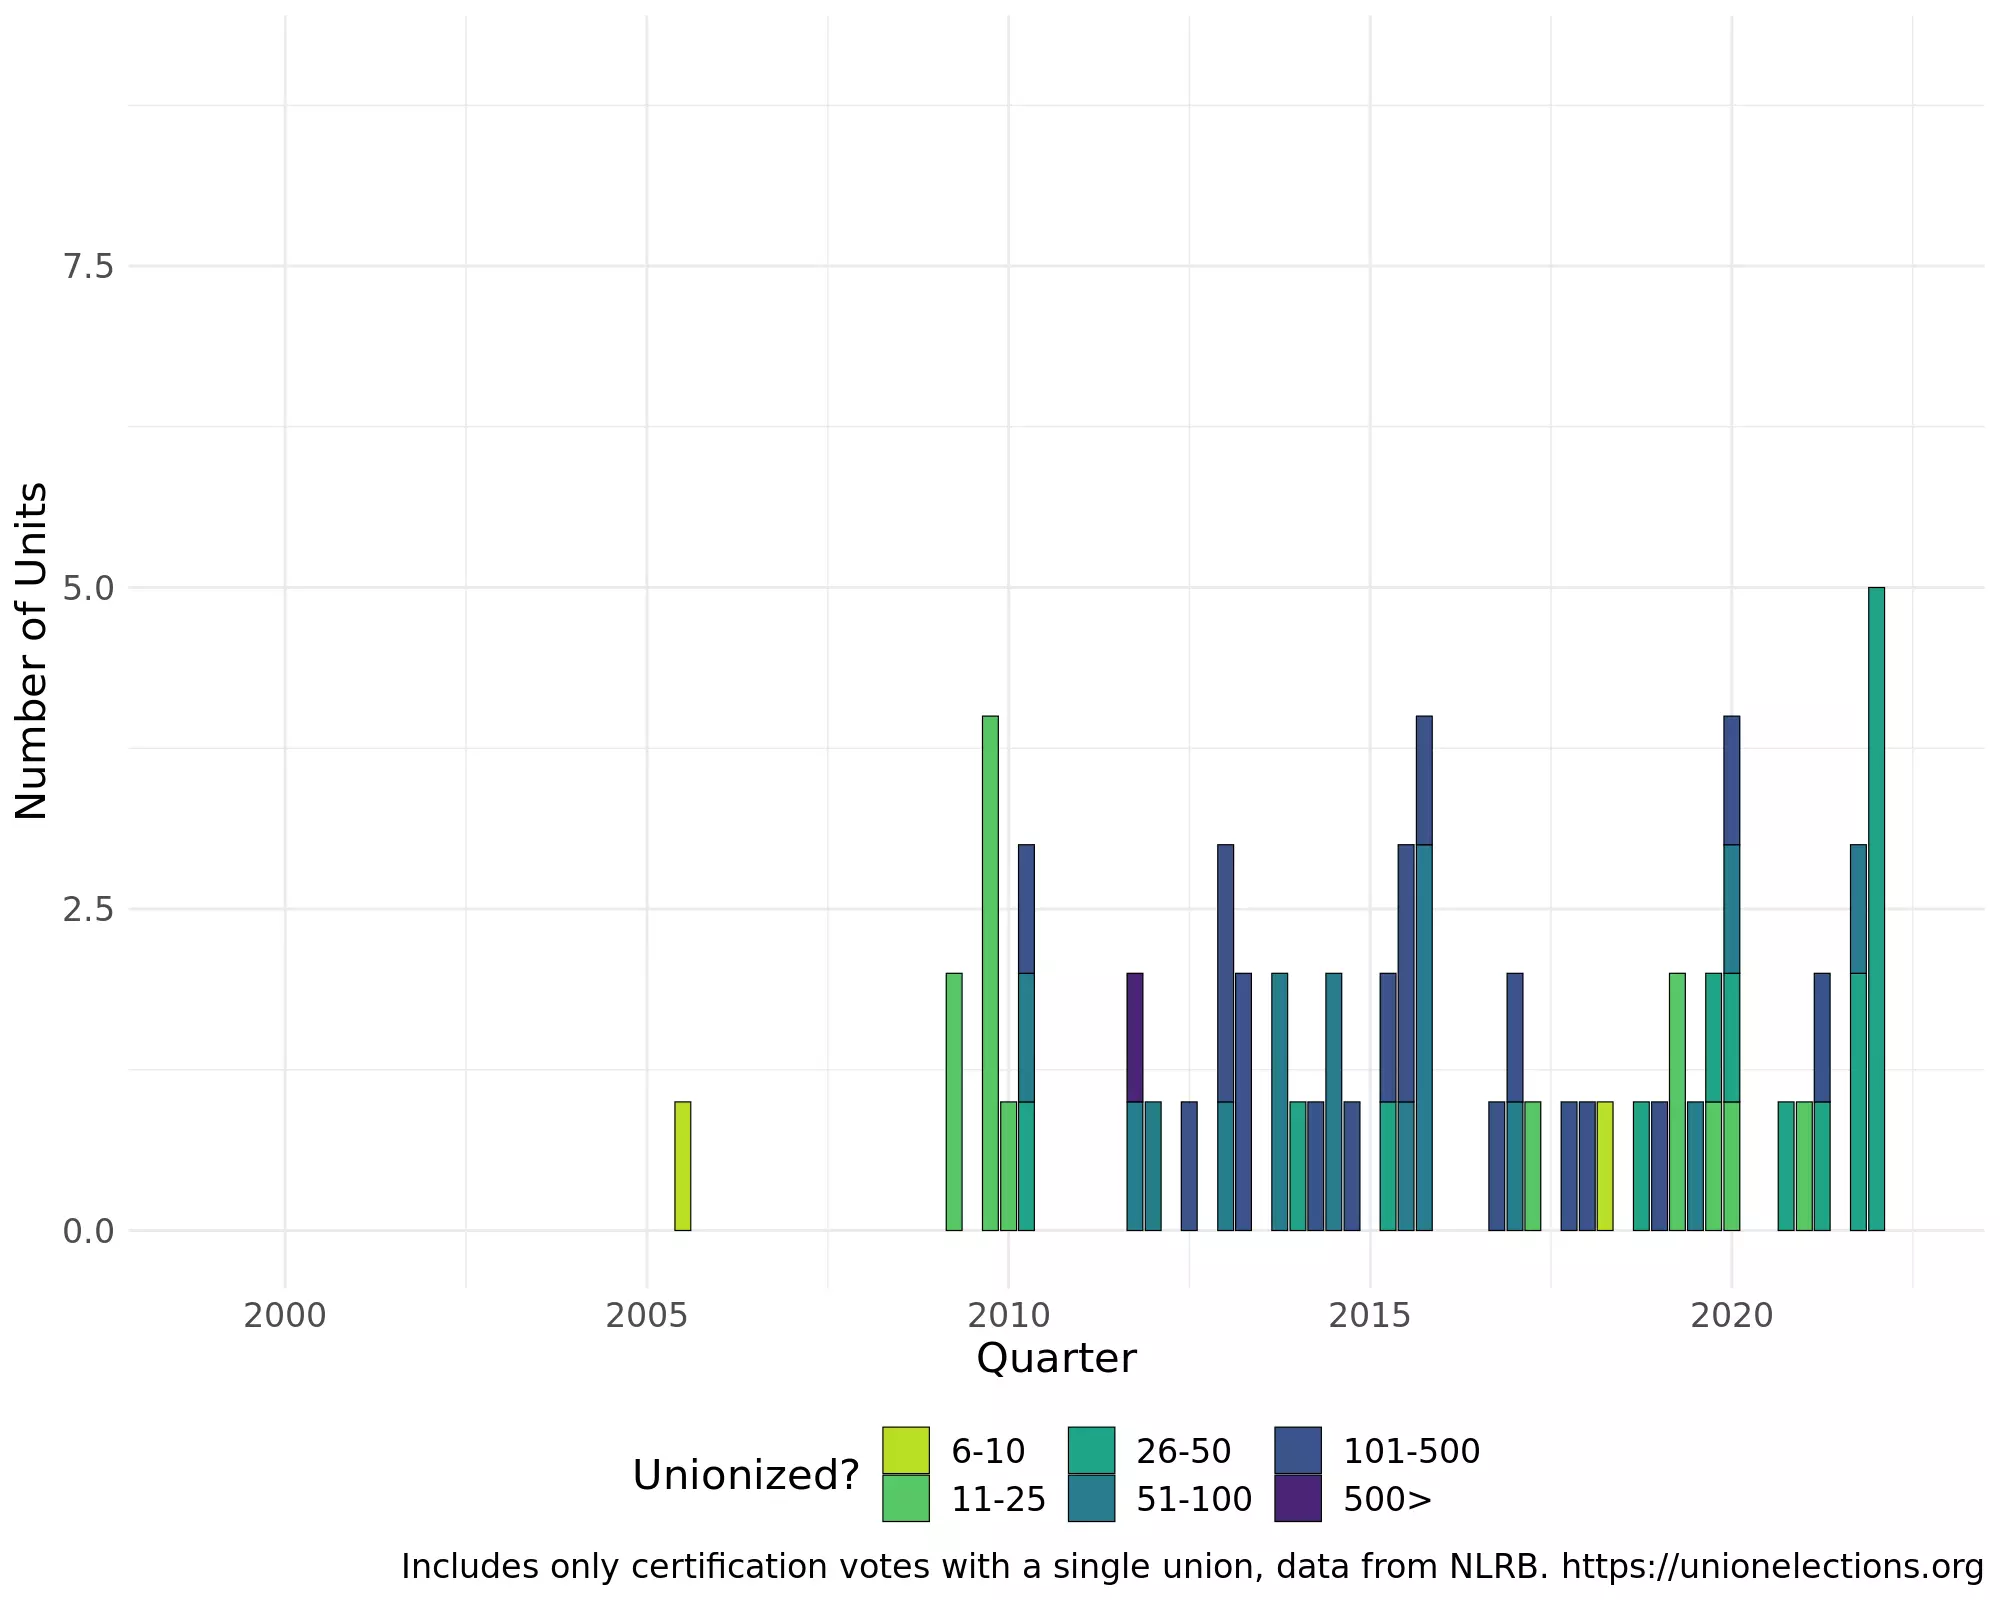 Number of Units
7.5
5.0
2.5
0.0
2000 2005 2010 2015 2020
Quarter
Unionized?
6-10 26-50 101-500
11-25 51-100 500>
Includes only certification votes with a single union, data from NLRB. https://unionelections.org